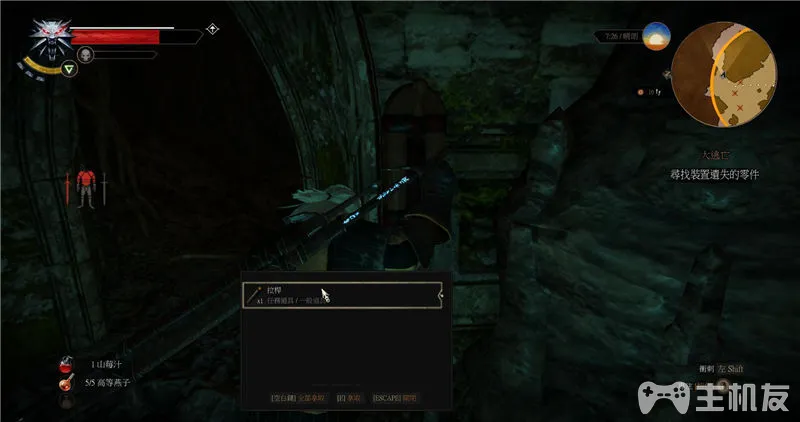 7:26 / 晴朗
大逃亡
尋找裝置遺失的零件
拉桿
x1 任務道具 / 一般道具
1 山莓汁
5/5 高等燕子
[空白鍵] 全部拿取 [E] 拿取 [ESCAPE] 關閉
衝刺 左 Shift
主机友